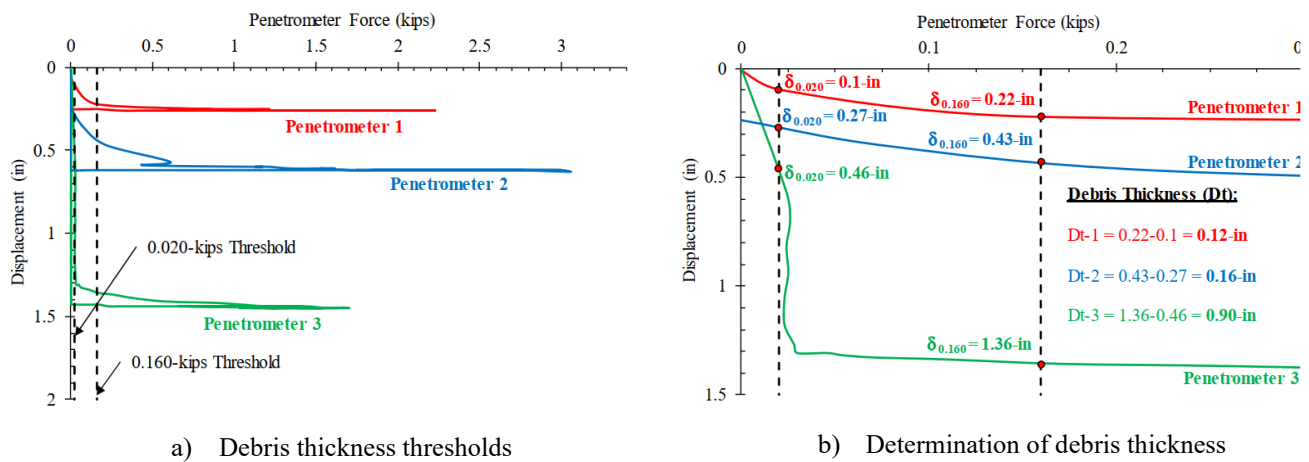 Penetrometer Force (kips)
0 0.5 1 1.5 2 2.5 3
0
0.5
1
1.5
2
Displacement (in)
Penetrometer 1
Penetrometer 2
0.020-kips Threshold
Penetrometer 3
0.160-kips Threshold
a) Debris thickness thresholds
Penetrometer Force (kips)
0 0.1 0.2 0
0
0.5
1
1.5
Displacement (in)
δ0.020 = 0.1-in
δ0.160 = 0.22-in
Penetrometer 1
δ0.020 = 0.27-in
δ0.160 = 0.43-in
Penetrometer 2
δ0.020 = 0.46-in
Debris Thickness (Dt):
Dt-1 = 0.22-0.1 = 0.12-in
Dt-2 = 0.43-0.27 = 0.16-in
Dt-3 = 1.36-0.46 = 0.90-in
δ0.160 = 1.36-in
Penetrometer 3
b) Determination of debris thickness